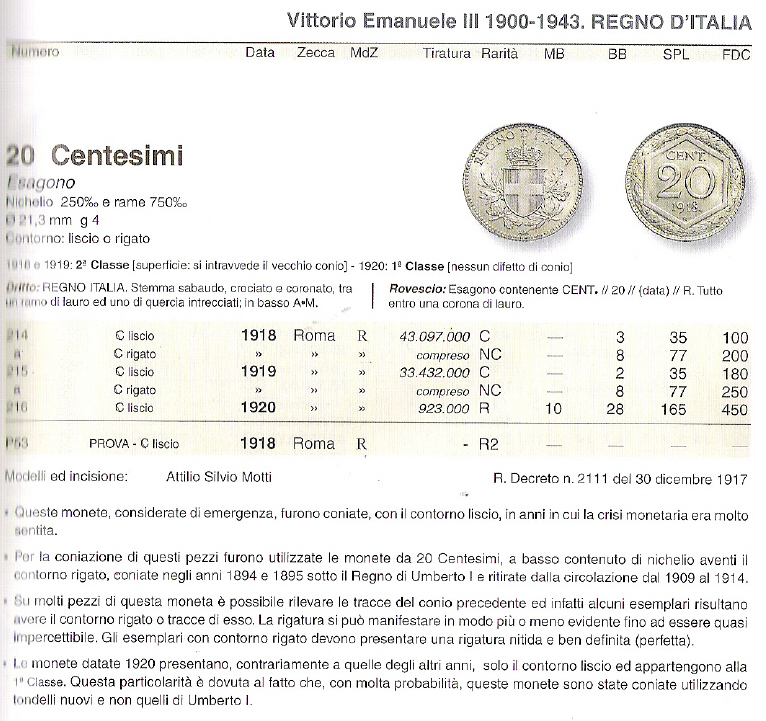 Vittorio Emanuele III 1900-1943. REGNO D'ITALIA
Numero Data Zecca MdZ Tiratura Rarità MB BB SPL FDC
REGNO D'ITALIA
CENT.
20
1918
20 Centesimi
Esagono
Nichelio 250‰ e rame 750‰
Ø 21,3 mm g 4
Contorno: liscio o rigato
1918 e 1919: 2ª Classe [superficie: si intravvede il vecchio conio] - 1920: 1ª Classe [nessun difetto di conio]
Dritto: REGNO ITALIA. Stemma sabaudo, crociato e coronato, tra
un ramo di lauro ed uno di quercia intrecciati; in basso A•M.
Rovescio: Esagono contenente CENT. // 20 // (data) // R. Tutto
entro una corona di lauro.
214 C liscio 1918 Roma R 43.097.000 C — 3 35 100
a C rigato » » » compreso NC — 8 77 200
215 C liscio 1919 » » 33.432.000 C — 2 35 180
a C rigato » » » compreso NC — 8 77 250
216 C liscio 1920 » » 923.000 R 10 28 165 450
P53 PROVA - C liscio 1918 Roma R - R2 — — — —
Modelli ed incisione: Attilio Silvio Motti R. Decreto n. 2111 del 30 dicembre 1917
• Queste monete, considerate di emergenza, furono coniate, con il contorno liscio, in anni in cui la crisi monetaria era molto
sentita.
• Per la coniazione di questi pezzi furono utilizzate le monete da 20 Centesimi, a basso contenuto di nichelio aventi il
contorno rigato, coniate negli anni 1894 e 1895 sotto il Regno di Umberto I e ritirate dalla circolazione dal 1909 al 1914.
• Su molti pezzi di questa moneta è possibile rilevare le tracce del conio precedente ed infatti alcuni esemplari risultano
avere il contorno rigato o tracce di esso. La rigatura si può manifestare in modo più o meno evidente fino ad essere quasi
impercettibile. Gli esemplari con contorno rigato devono presentare una rigatura nitida e ben definita (perfetta).
• Le monete datate 1920 presentano, contrariamente a quelle degli altri anni, solo il contorno liscio ed appartengono alla
1ª Classe. Questa particolarità è dovuta al fatto che, con molta probabilità, queste monete sono state coniate utilizzando
tondelli nuovi e non quelli di Umberto I.